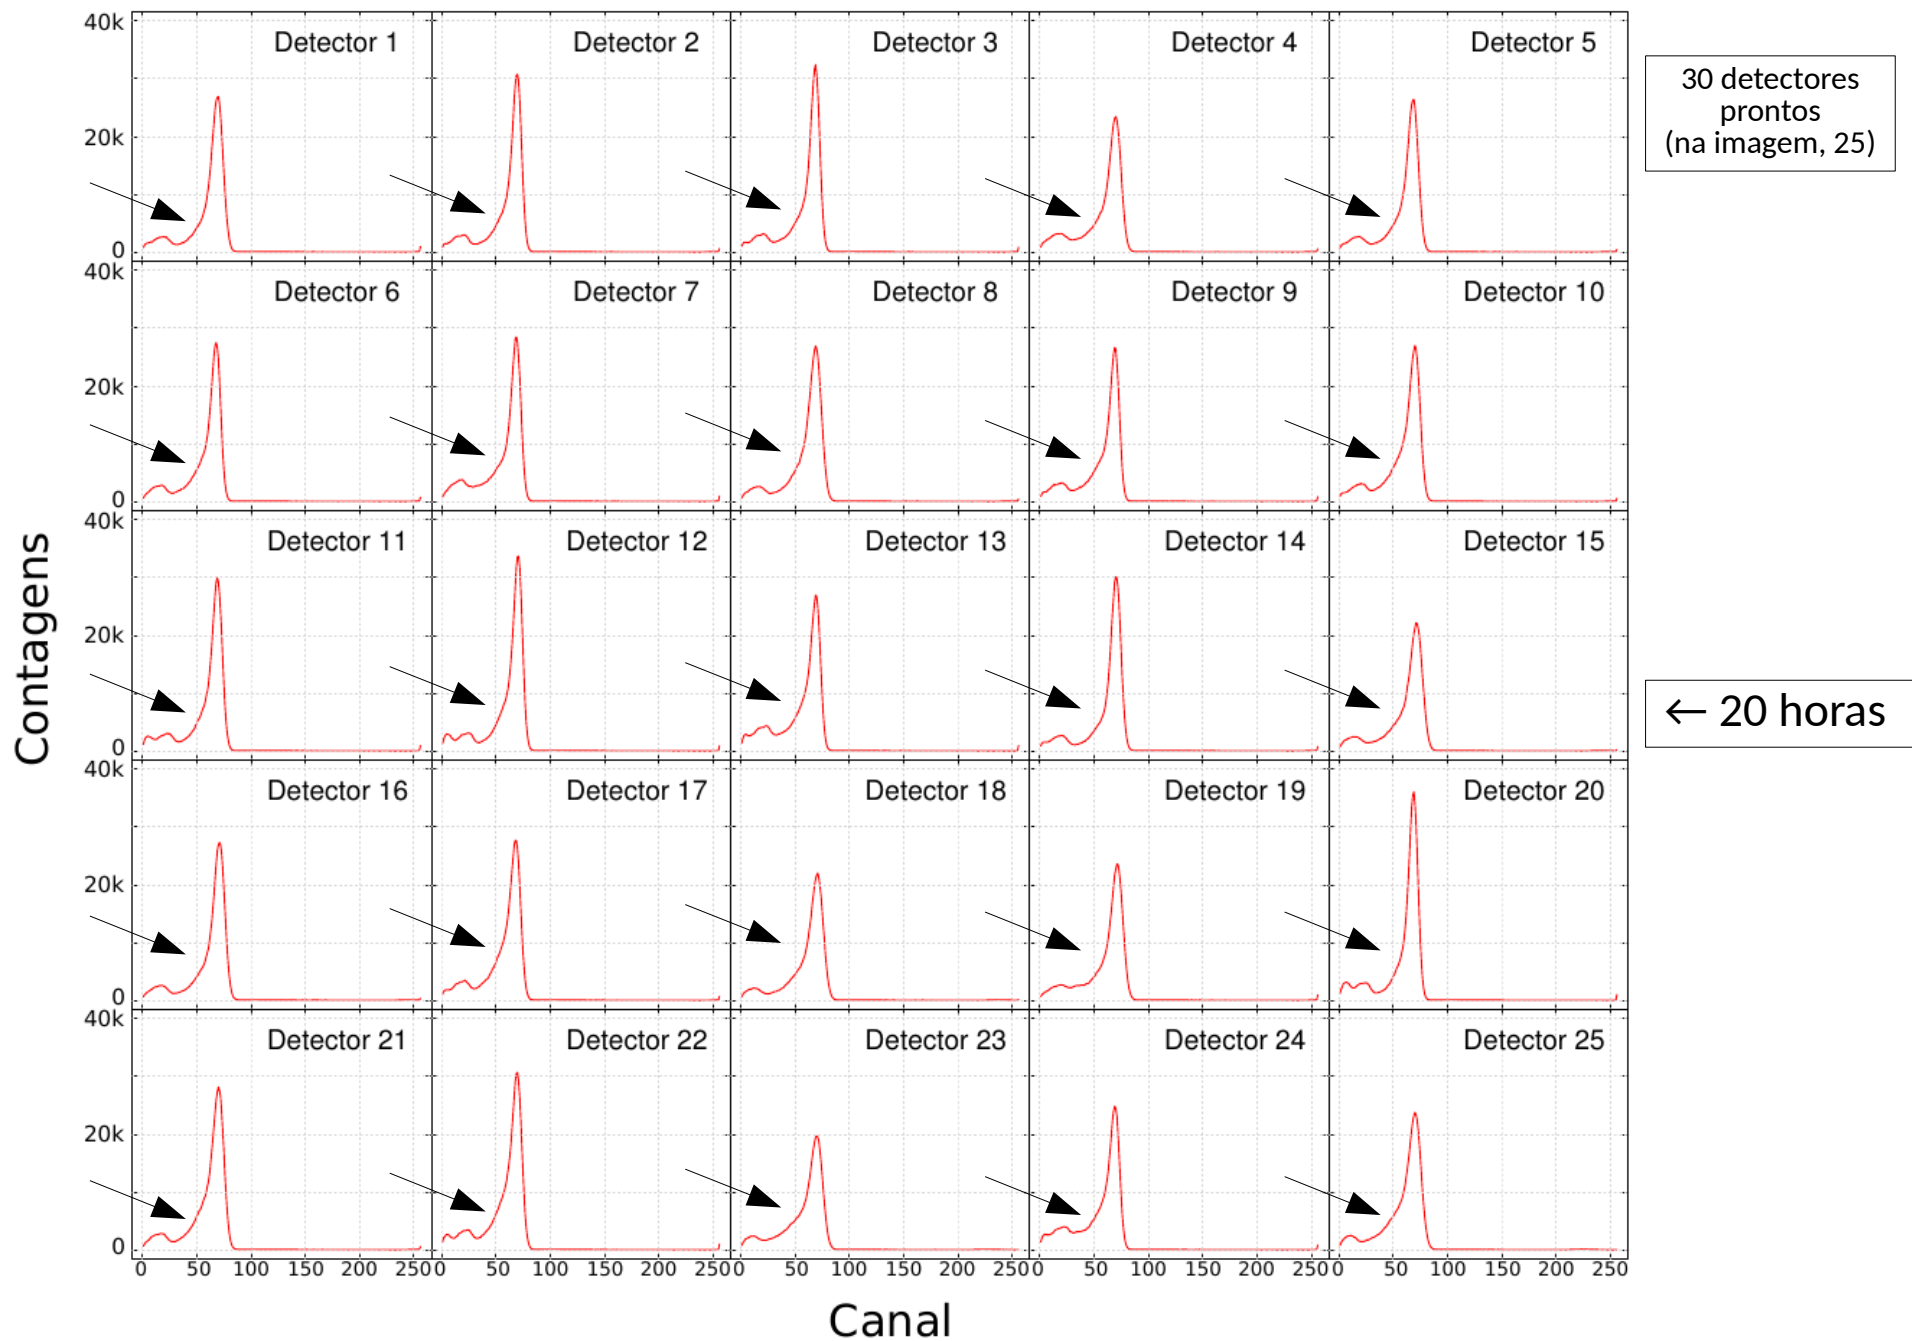 40k
Detector 1
Detector 2
Detector 3
Detector 4
Detector 5
30 detectores
prontos
(na imagem, 25)
20k
0
40k
Detector 6
Detector 7
Detector 8
Detector 9
Detector 10
20k
0
40k
Detector 11
Detector 12
Detector 13
Detector 14
Detector 15
20k
← 20 horas
0
Contagens
40k
Detector 16
Detector 17
Detector 18
Detector 19
Detector 20
20k
0
40k
Detector 21
Detector 22
Detector 23
Detector 24
Detector 25
20k
0
0 50 100 150 200 250 0 50 100 150 200 250 0 50 100 150 200 250 0 50 100 150 200 250 0 50 100 150 200 250
Canal